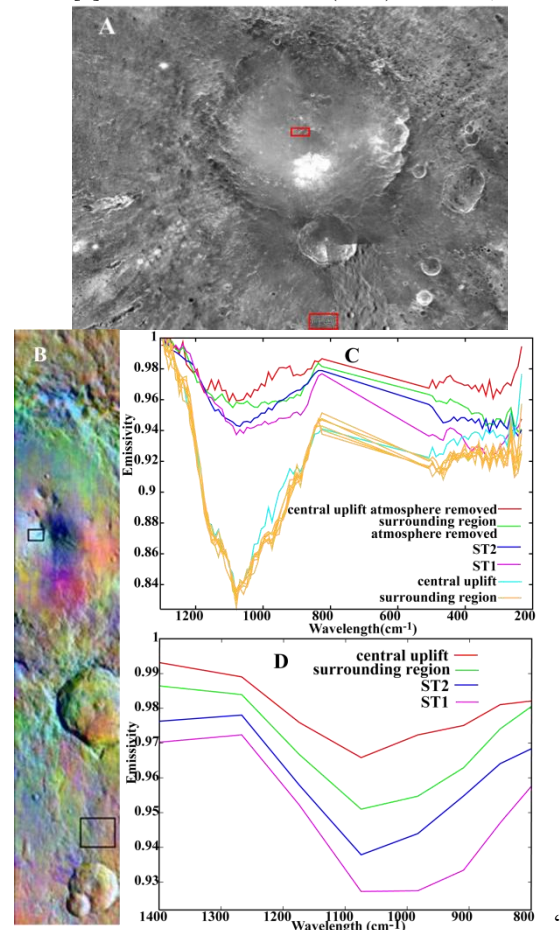 A
B
C
Emissivity
1
0.98
0.96
0.94
0.92
0.9
0.88
0.86
0.84
central uplift atmosphere removed
surrounding region
atmosphere removed
ST2
ST1
central uplift
surrounding region
1200 1000 800 600 400 200
Wavelength(cm-1)
D
Emissivity
1
0.99
0.98
0.97
0.96
0.95
0.94
0.93
central uplift
surrounding region
ST2
ST1
1400 1300 1200 1100 1000 900 800
Wavelength (cm-1)